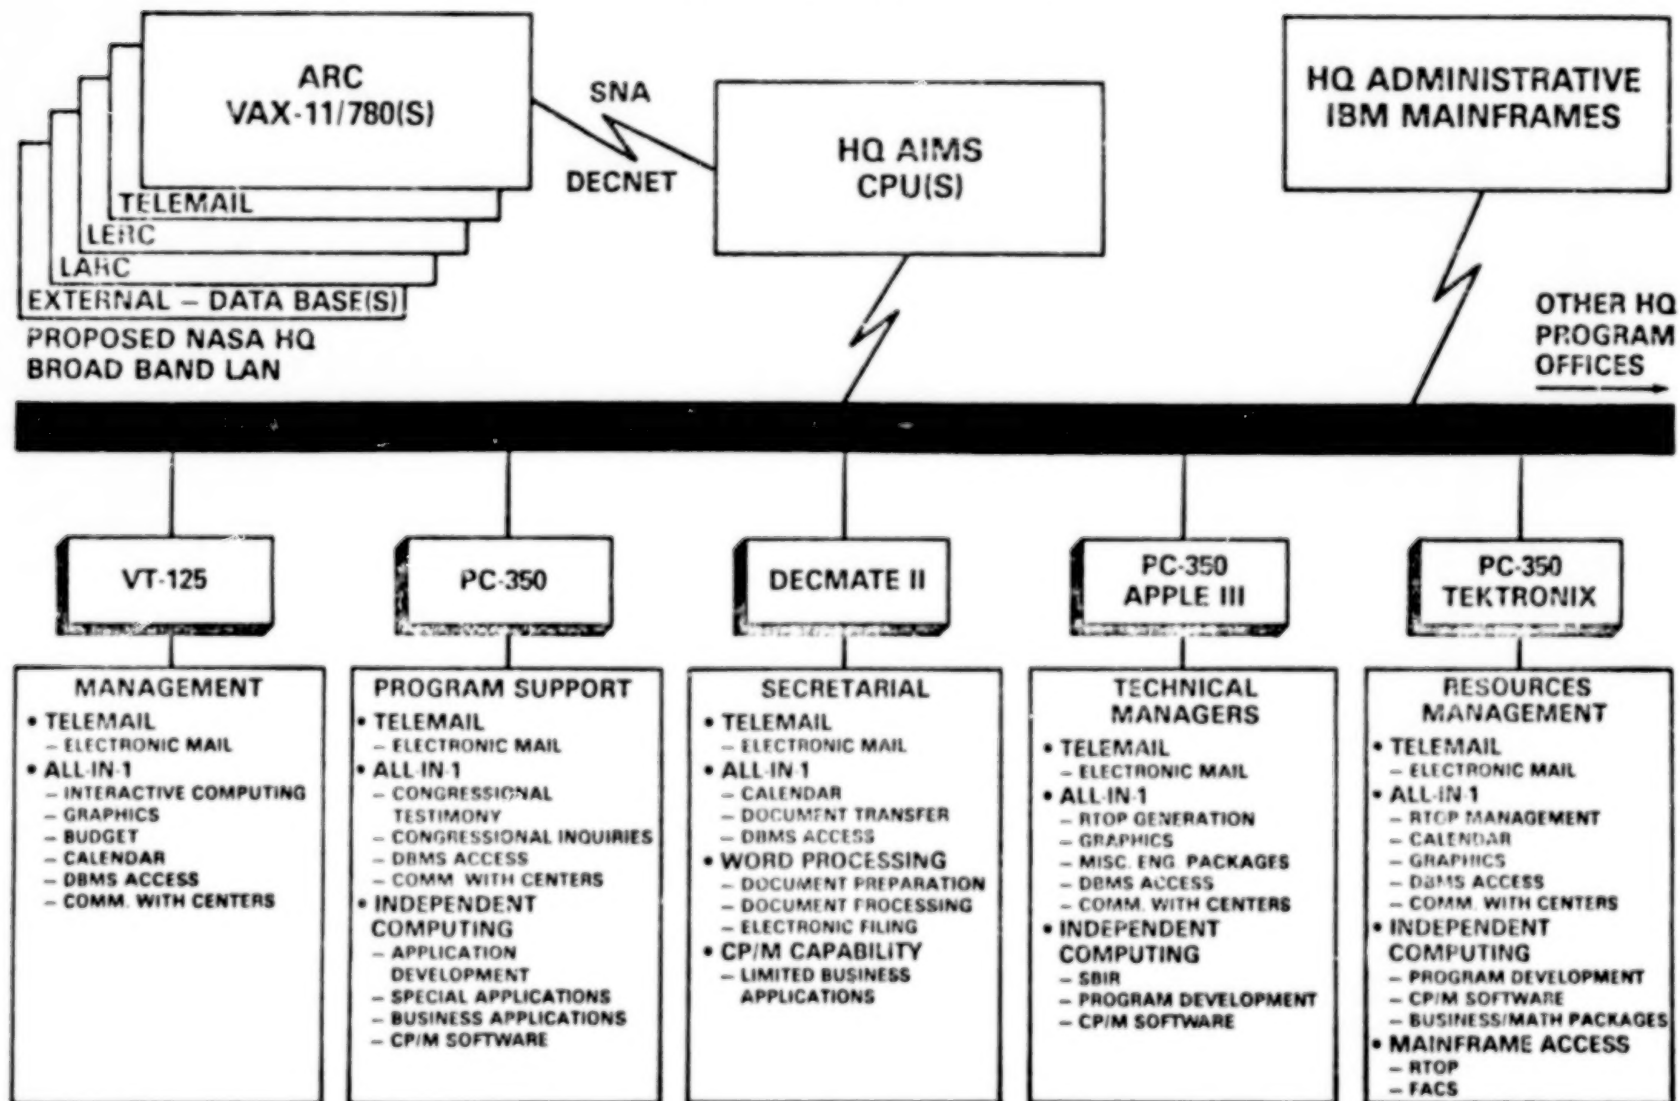 ARC
VAX-11/780(S)
TELEMAIL
LERC
LARC
EXTERNAL – DATA BASE(S)
PROPOSED NASA HQ
BROAD BAND LAN
SNA
DECNET
HQ AIMS
CPU(S)
HQ ADMINISTRATIVE
IBM MAINFRAMES
OTHER HQ
PROGRAM
OFFICES
VT-125
MANAGEMENT
• TELEMAIL
– ELECTRONIC MAIL
• ALL-IN-1
– INTERACTIVE COMPUTING
– GRAPHICS
– BUDGET
– CALENDAR
– DBMS ACCESS
– COMM. WITH CENTERS
PC-350
PROGRAM SUPPORT
• TELEMAIL
– ELECTRONIC MAIL
• ALL-IN-1
– CONGRESSIONAL
TESTIMONY
– CONGRESSIONAL INQUIRIES
– DBMS ACCESS
– COMM WITH CENTERS
• INDEPENDENT
COMPUTING
– APPLICATION
DEVELOPMENT
– SPECIAL APPLICATIONS
– BUSINESS APPLICATIONS
– CP/M SOFTWARE
DECMATE II
SECRETARIAL
• TELEMAIL
– ELECTRONIC MAIL
• ALL-IN-1
– CALENDAR
– DOCUMENT TRANSFER
– DBMS ACCESS
• WORD PROCESSING
– DOCUMENT PREPARATION
– DOCUMENT PROCESSING
– ELECTRONIC FILING
• CP/M CAPABILITY
– LIMITED BUSINESS
APPLICATIONS
PC-350
APPLE III
TECHNICAL
MANAGERS
• TELEMAIL
– ELECTRONIC MAIL
• ALL-IN-1
– RTOP GENERATION
– GRAPHICS
– MISC. ENG. PACKAGES
– DBMS ACCESS
– COMM. WITH CENTERS
• INDEPENDENT
COMPUTING
– SBIR
– PROGRAM DEVELOPMENT
– CP/M SOFTWARE
PC-350
TEKTRONIX
RESOURCES
MANAGEMENT
• TELEMAIL
– ELECTRONIC MAIL
• ALL-IN-1
– RTOP MANAGEMENT
– CALENDAR
– GRAPHICS
– DBMS ACCESS
– COMM. WITH CENTERS
• INDEPENDENT
COMPUTING
– PROGRAM DEVELOPMENT
– CP/M SOFTWARE
– BUSINESS/MATH PACKAGES
• MAINFRAME ACCESS
– RTOP
– FACS